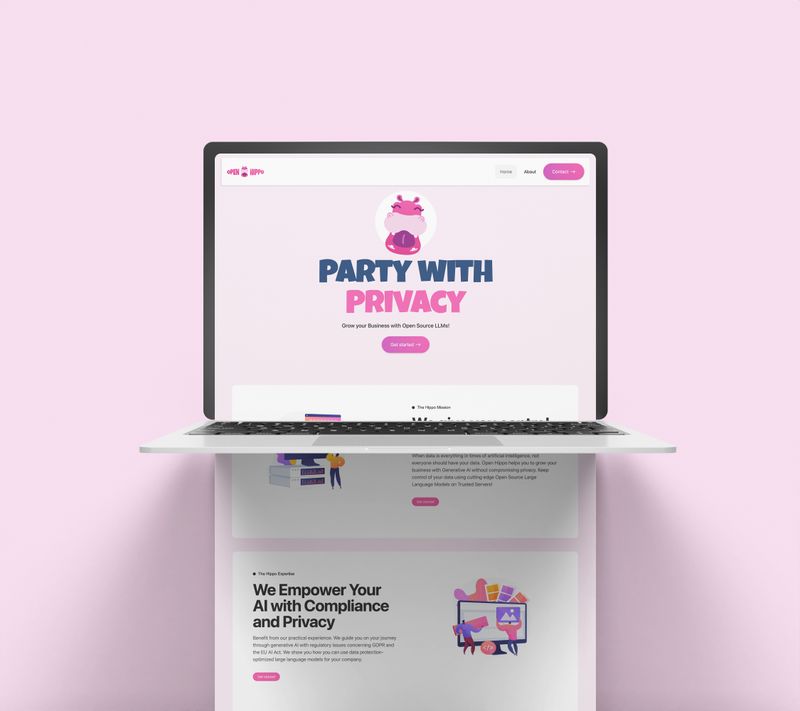 OPEN HIPPO
Home
About
Contact →
PARTY WITH
PRIVACY
Grow your Business with Open Source LLMs!
Get started →
The Hippo Mission
When data is everything in times of artificial intelligence, not
everyone should have your data. Open Hippo helps you to grow your
business with Generative AI without compromising privacy. Keep
control of your data using cutting edge Open Source Large
Language Models on Trusted Servers!
Get started
The Hippo Expertise
We Empower Your
AI with Compliance
and Privacy
Benefit from our practical experience. We guide you on your journey
through generative AI with regulatory issues concerning GDPR and
the EU AI Act. We show you how you can use data protection-
optimized large language models for your company.
Get started